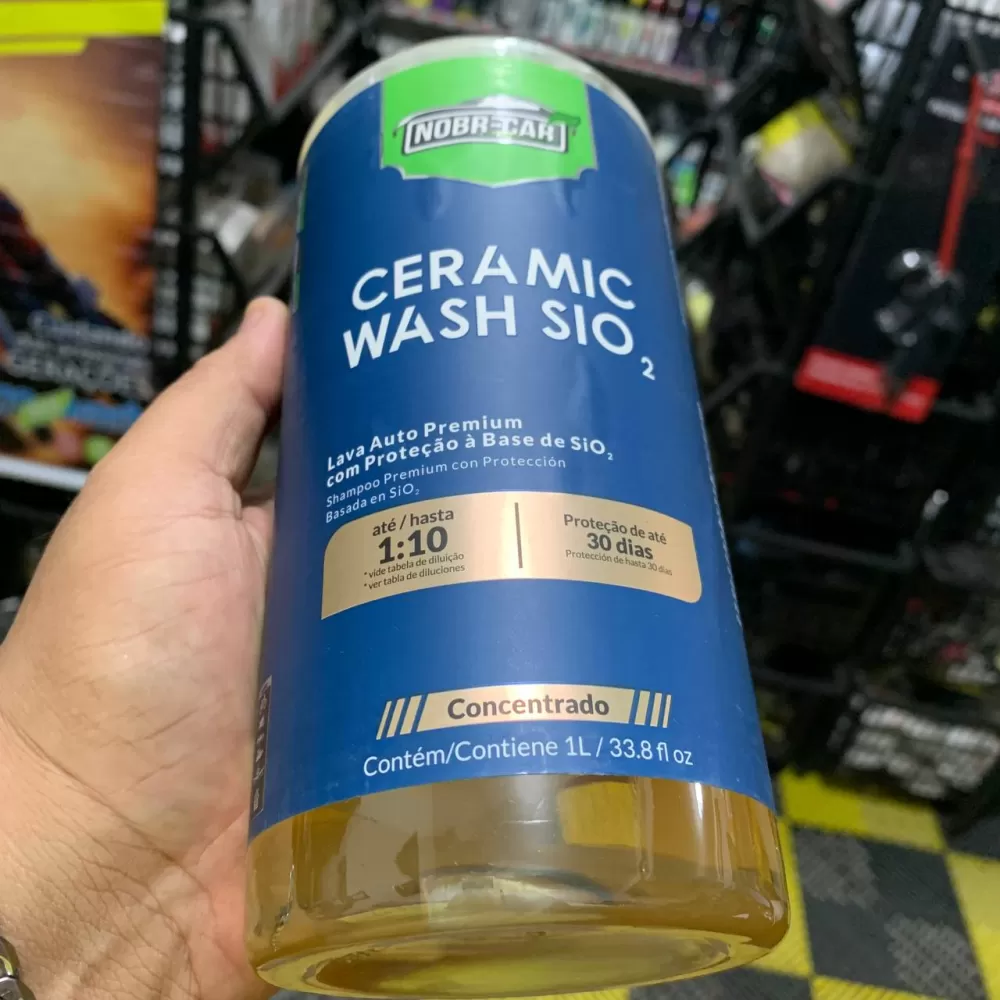 NOBRECAR
CERAMIC
WASH SIO₂
Lava Auto Premium
com Proteção à Base de SiO₂
Shampoo Premium con Protección
Basada en SiO₂
até / hasta
1:10
*vide tabela de diluição
*ver tabla de diluciones
Proteção de até
30 dias
Protección de hasta 30 días
Concentrado
Contém/Contiene 1L / 33.8 fl oz